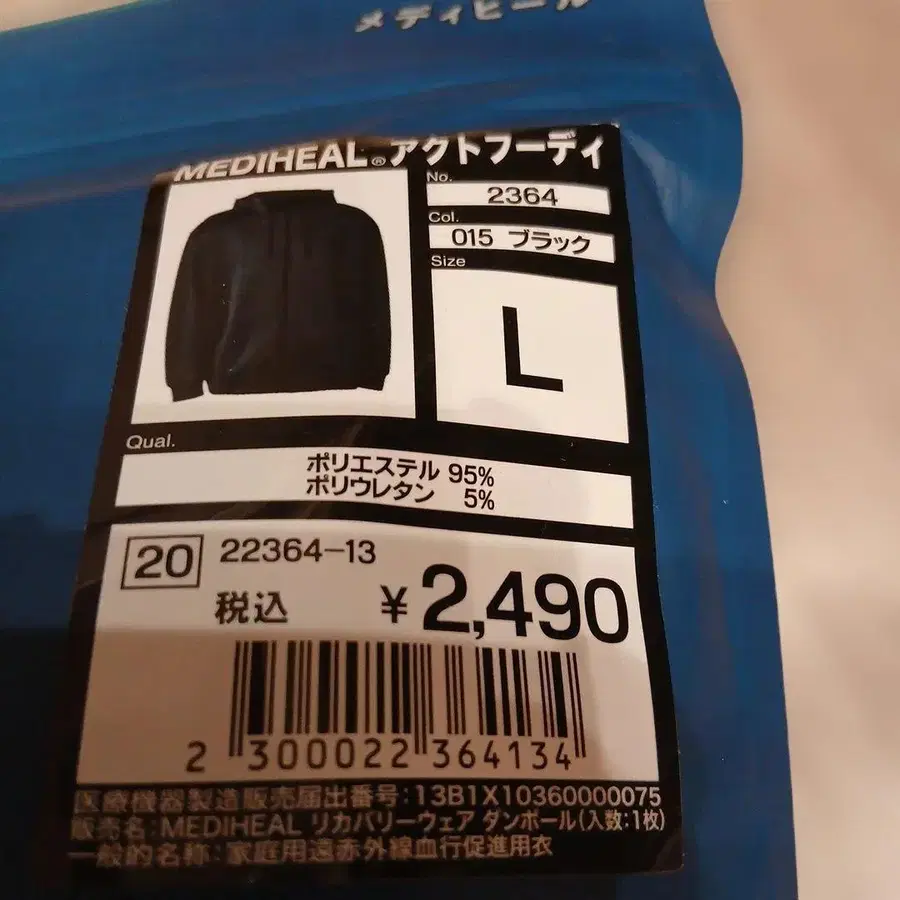 メディヒール
MEDIHEAL®アクトフーディ
No.
2364
Col.
015 ブラック
Size
L
Qual.
ポリエステル 95%
ポリウレタン 5%
20 22364-13
税込 ¥2,490
2 300022 364134
医療機器製造販売届出番号:13B1X10360000075
販売名:MEDIHEAL リカバリーウェア ダンボール(入数:1枚)
一般的名称:家庭用遠赤外線血行促進用衣